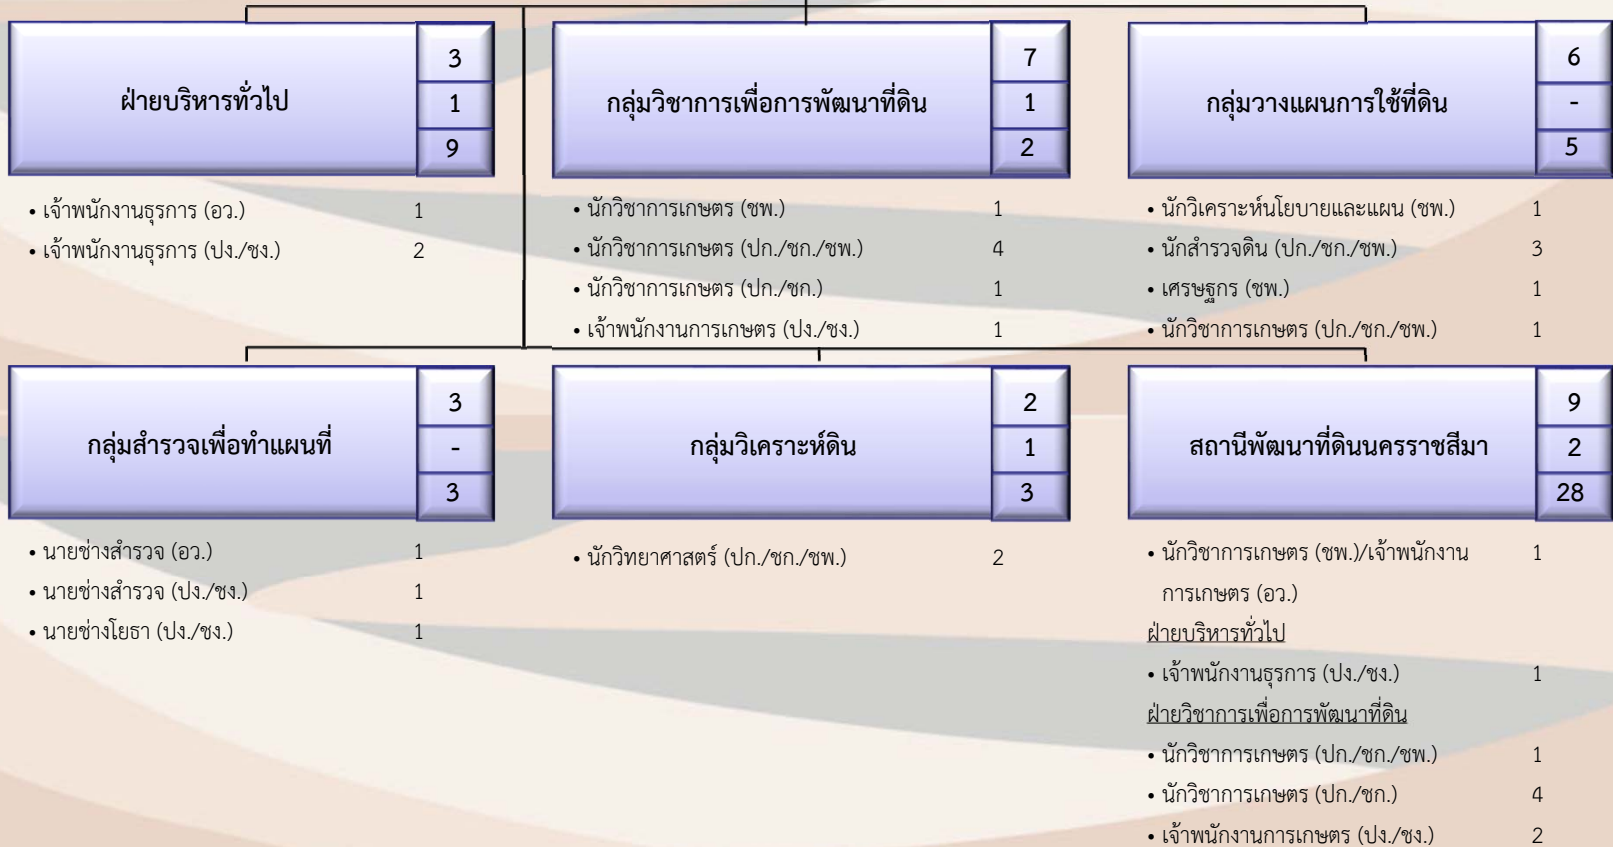 ฝ่ายบริหารทั่วไป
3
1
9
• เจ้าพนักงานธุรการ (อว.) 1
• เจ้าพนักงานธุรการ (ปง./ชง.) 2
กลุ่มวิชาการเพื่อการพัฒนาที่ดิน
7
1
2
• นักวิชาการเกษตร (ชพ.) 1
• นักวิชาการเกษตร (ปก./ชก./ชพ.) 4
• นักวิชาการเกษตร (ปก./ชก.) 1
• เจ้าพนักงานการเกษตร (ปง./ชง.) 1
กลุ่มวางแผนการใช้ที่ดิน
6
-
5
• นักวิเคราะห์นโยบายและแผน (ชพ.) 1
• นักสำรวจดิน (ปก./ชก./ชพ.) 3
• เศรษฐกร (ชพ.) 1
• นักวิชาการเกษตร (ปก./ชก./ชพ.) 1
กลุ่มสำรวจเพื่อทำแผนที่
3
-
3
• นายช่างสำรวจ (อว.) 1
• นายช่างสำรวจ (ปง./ชง.) 1
• นายช่างโยธา (ปง./ชง.) 1
กลุ่มวิเคราะห์ดิน
2
1
3
• นักวิทยาศาสตร์ (ปก./ชก./ชพ.) 2
สถานีพัฒนาที่ดินนครราชสีมา
9
2
28
• นักวิชาการเกษตร (ชพ.)/เจ้าพนักงาน 1
การเกษตร (อว.)
ฝ่ายบริหารทั่วไป
• เจ้าพนักงานธุรการ (ปง./ชง.) 1
ฝ่ายวิชาการเพื่อการพัฒนาที่ดิน
• นักวิชาการเกษตร (ปก./ชก./ชพ.) 1
• นักวิชาการเกษตร (ปก./ชก.) 4
• เจ้าพนักงานการเกษตร (ปง./ชง.) 2